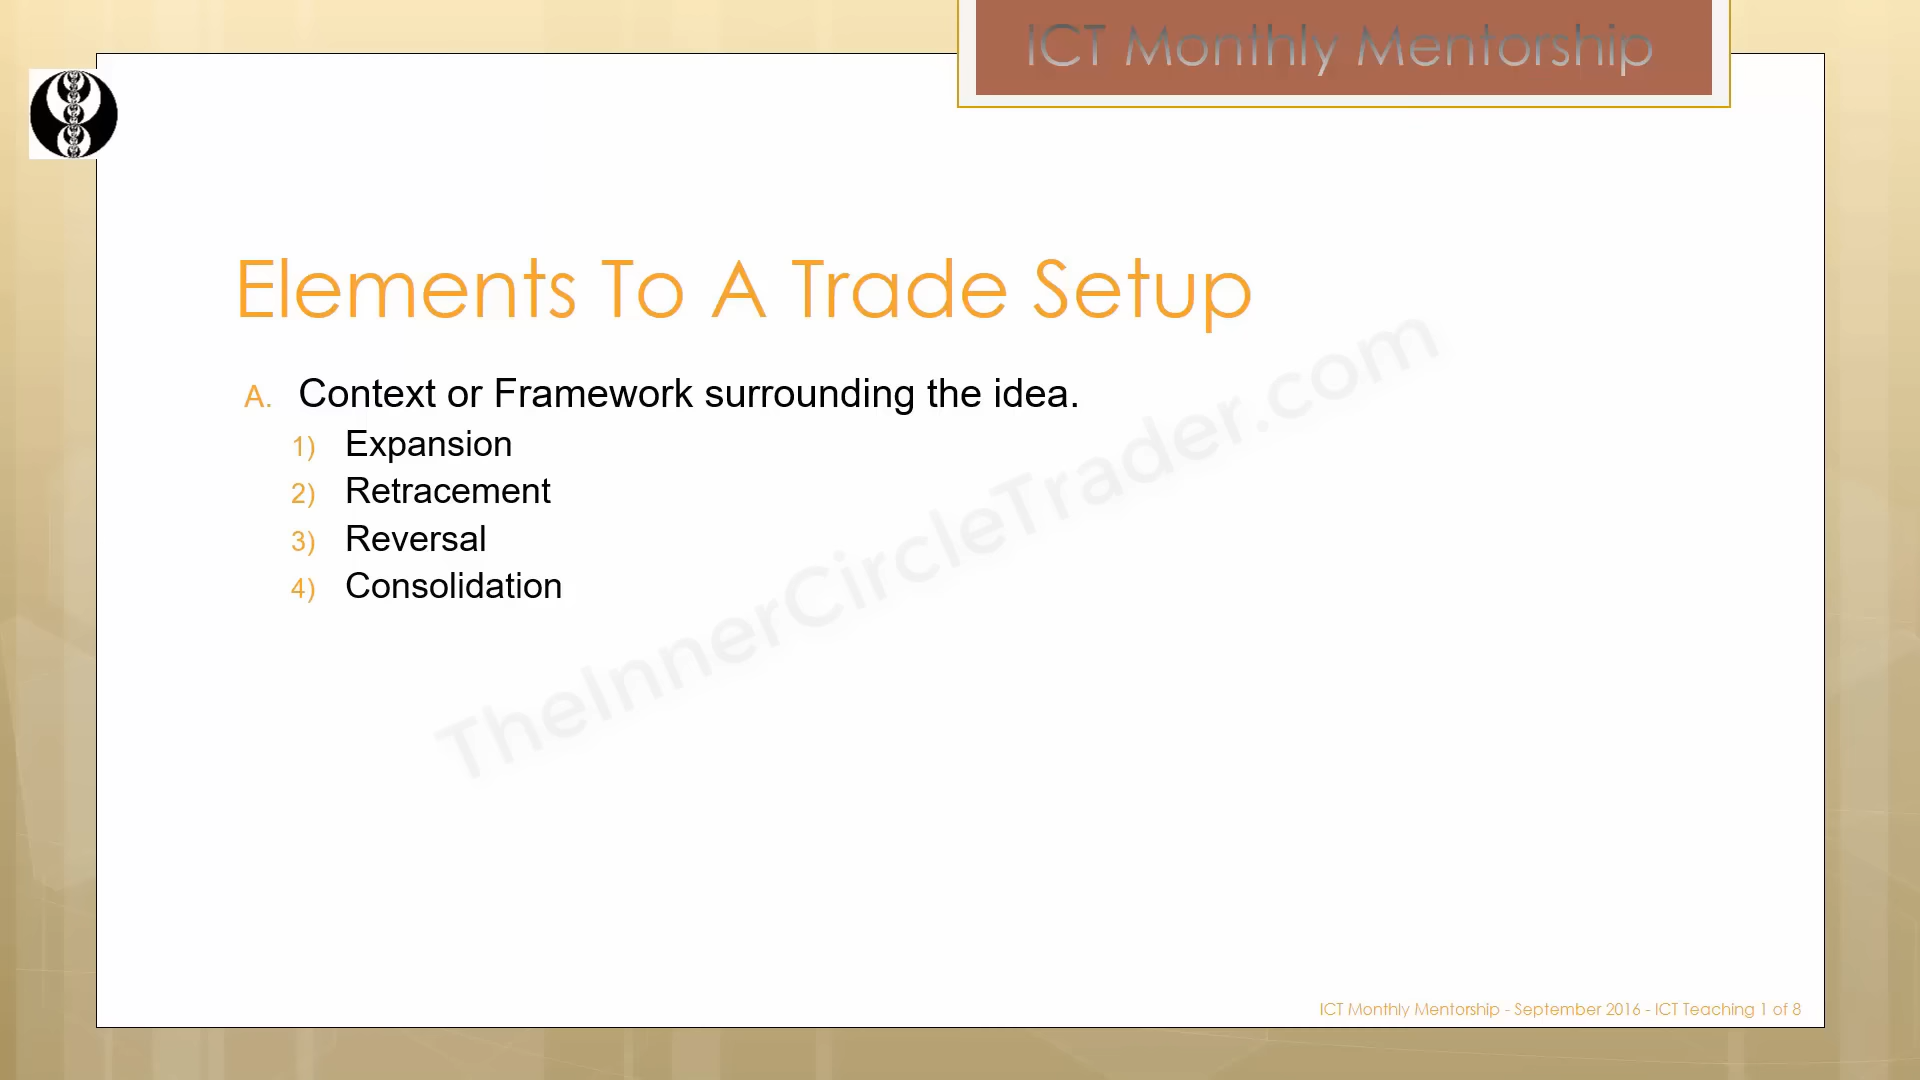 ICT Monthly Mentorship
Elements To A Trade Setup
A. Context or Framework surrounding the idea.
1) Expansion
2) Retracement
3) Reversal
4) Consolidation
TheInnerCircleTrader.com
ICT Monthly Mentorship - September 2016 - ICT Teaching 1 of 8